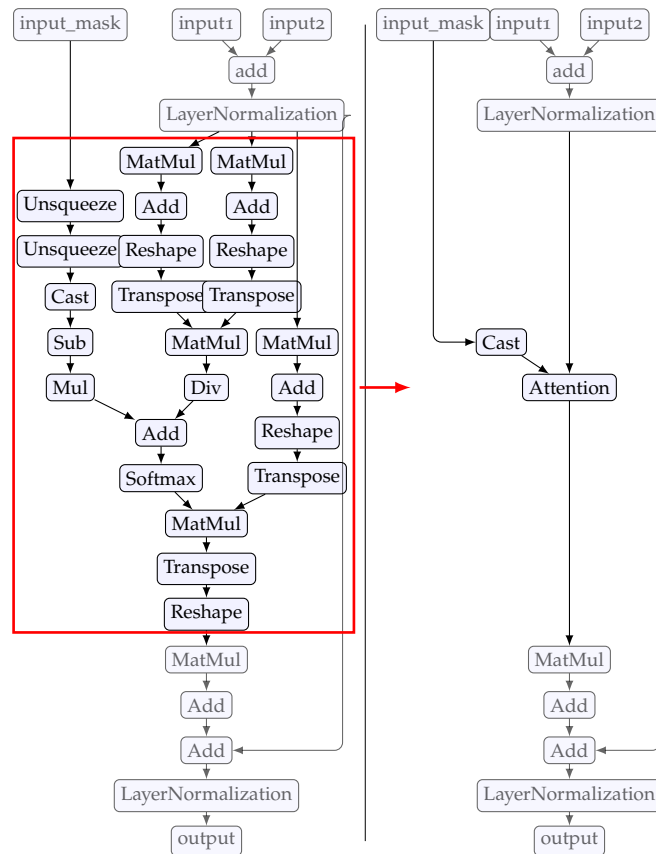 input_mask
input1 input2
add
LayerNormalization
MatMul MatMul
Unsqueeze Add Add
Unsqueeze Reshape Reshape
Cast Transpose Transpose
Sub MatMul MatMul
Mul Div Add
Add Reshape
Softmax Transpose
MatMul
Transpose
Reshape
MatMul
Add
Add
LayerNormalization
output
input_mask input1 input2
add
LayerNormalization
Cast
Attention
MatMul
Add
Add
LayerNormalization
output